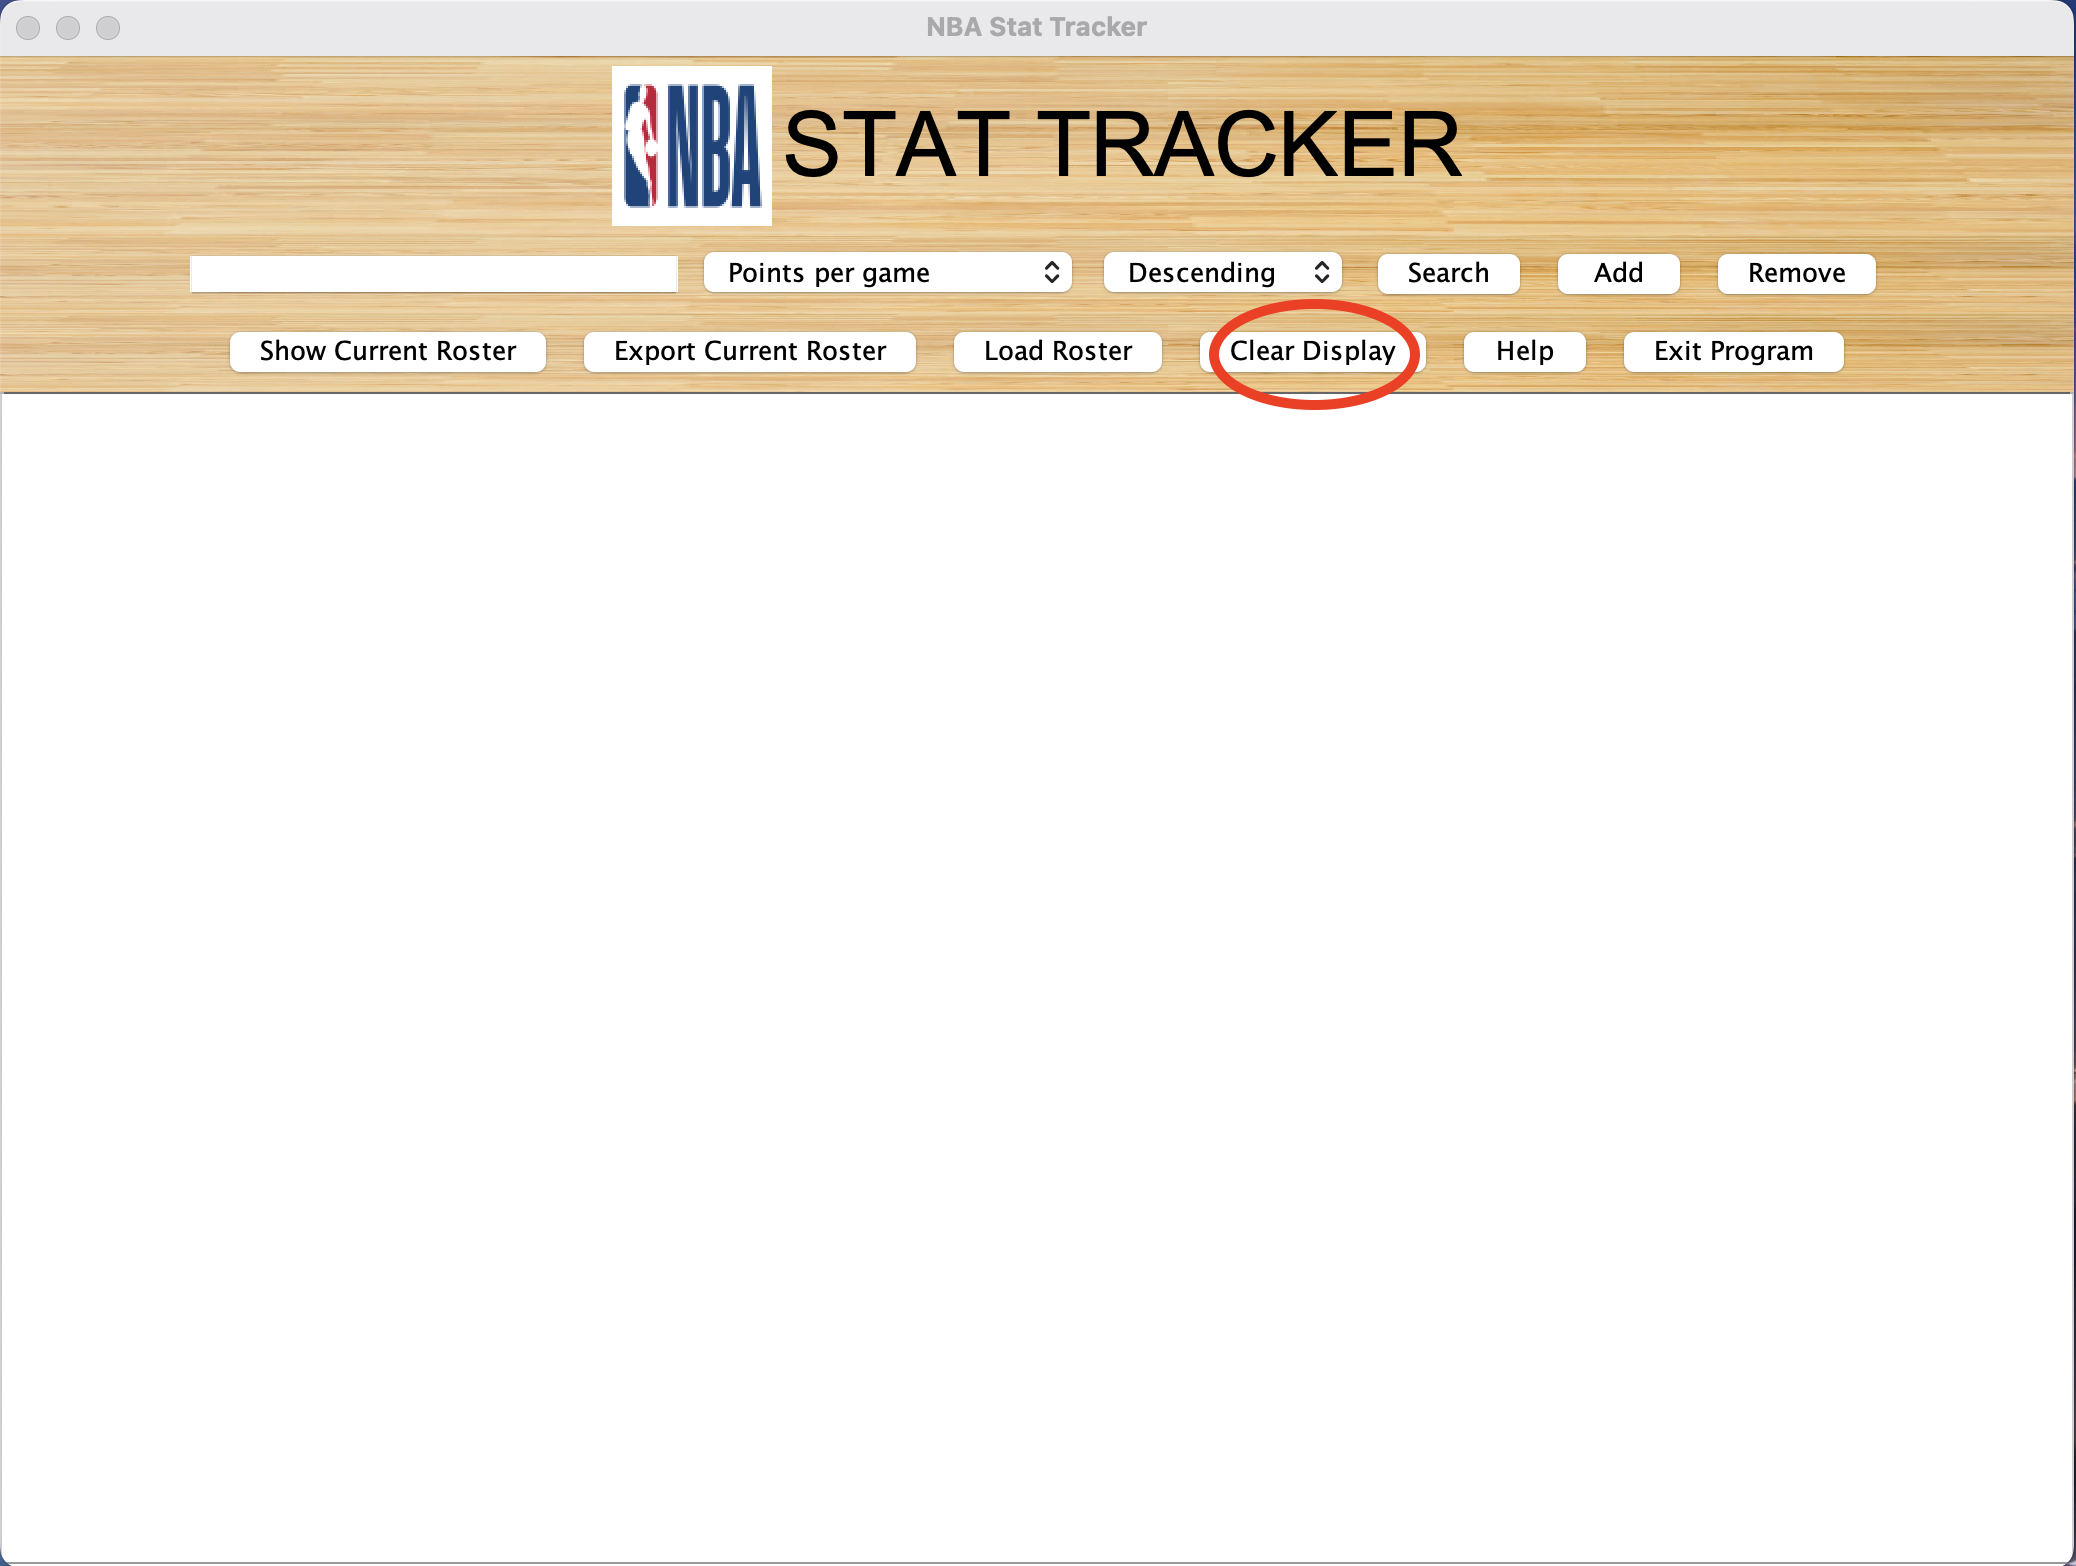 NBA Stat Tracker
NBA STAT TRACKER
Points per game Descending Search Add Remove
Show Current Roster Export Current Roster Load Roster Clear Display Help Exit Program